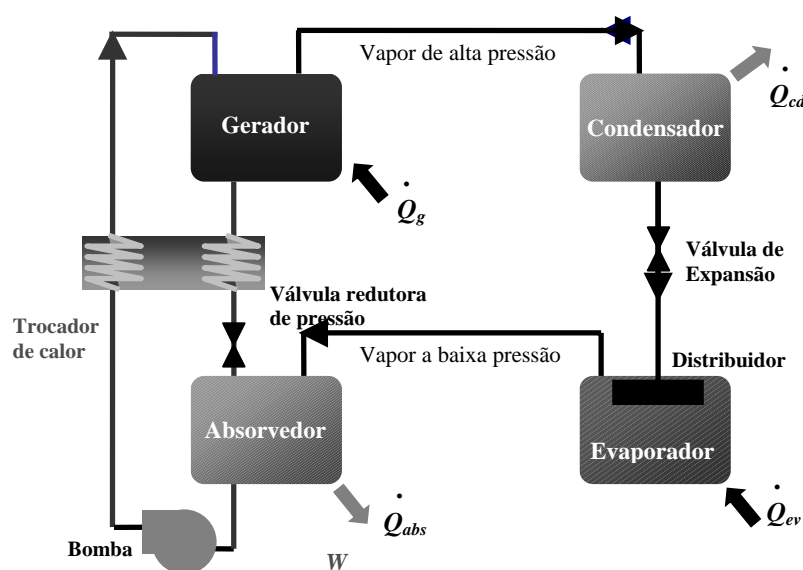 Vapor de alta pressão
Q̇cd
Gerador
Condensador
Q̇g
Válvula de
Expansão
Válvula redutora
de pressão
Trocador
de calor
Vapor a baixa pressão
Distribuidor
Absorvedor
Evaporador
Q̇abs
Q̇ev
Bomba
W